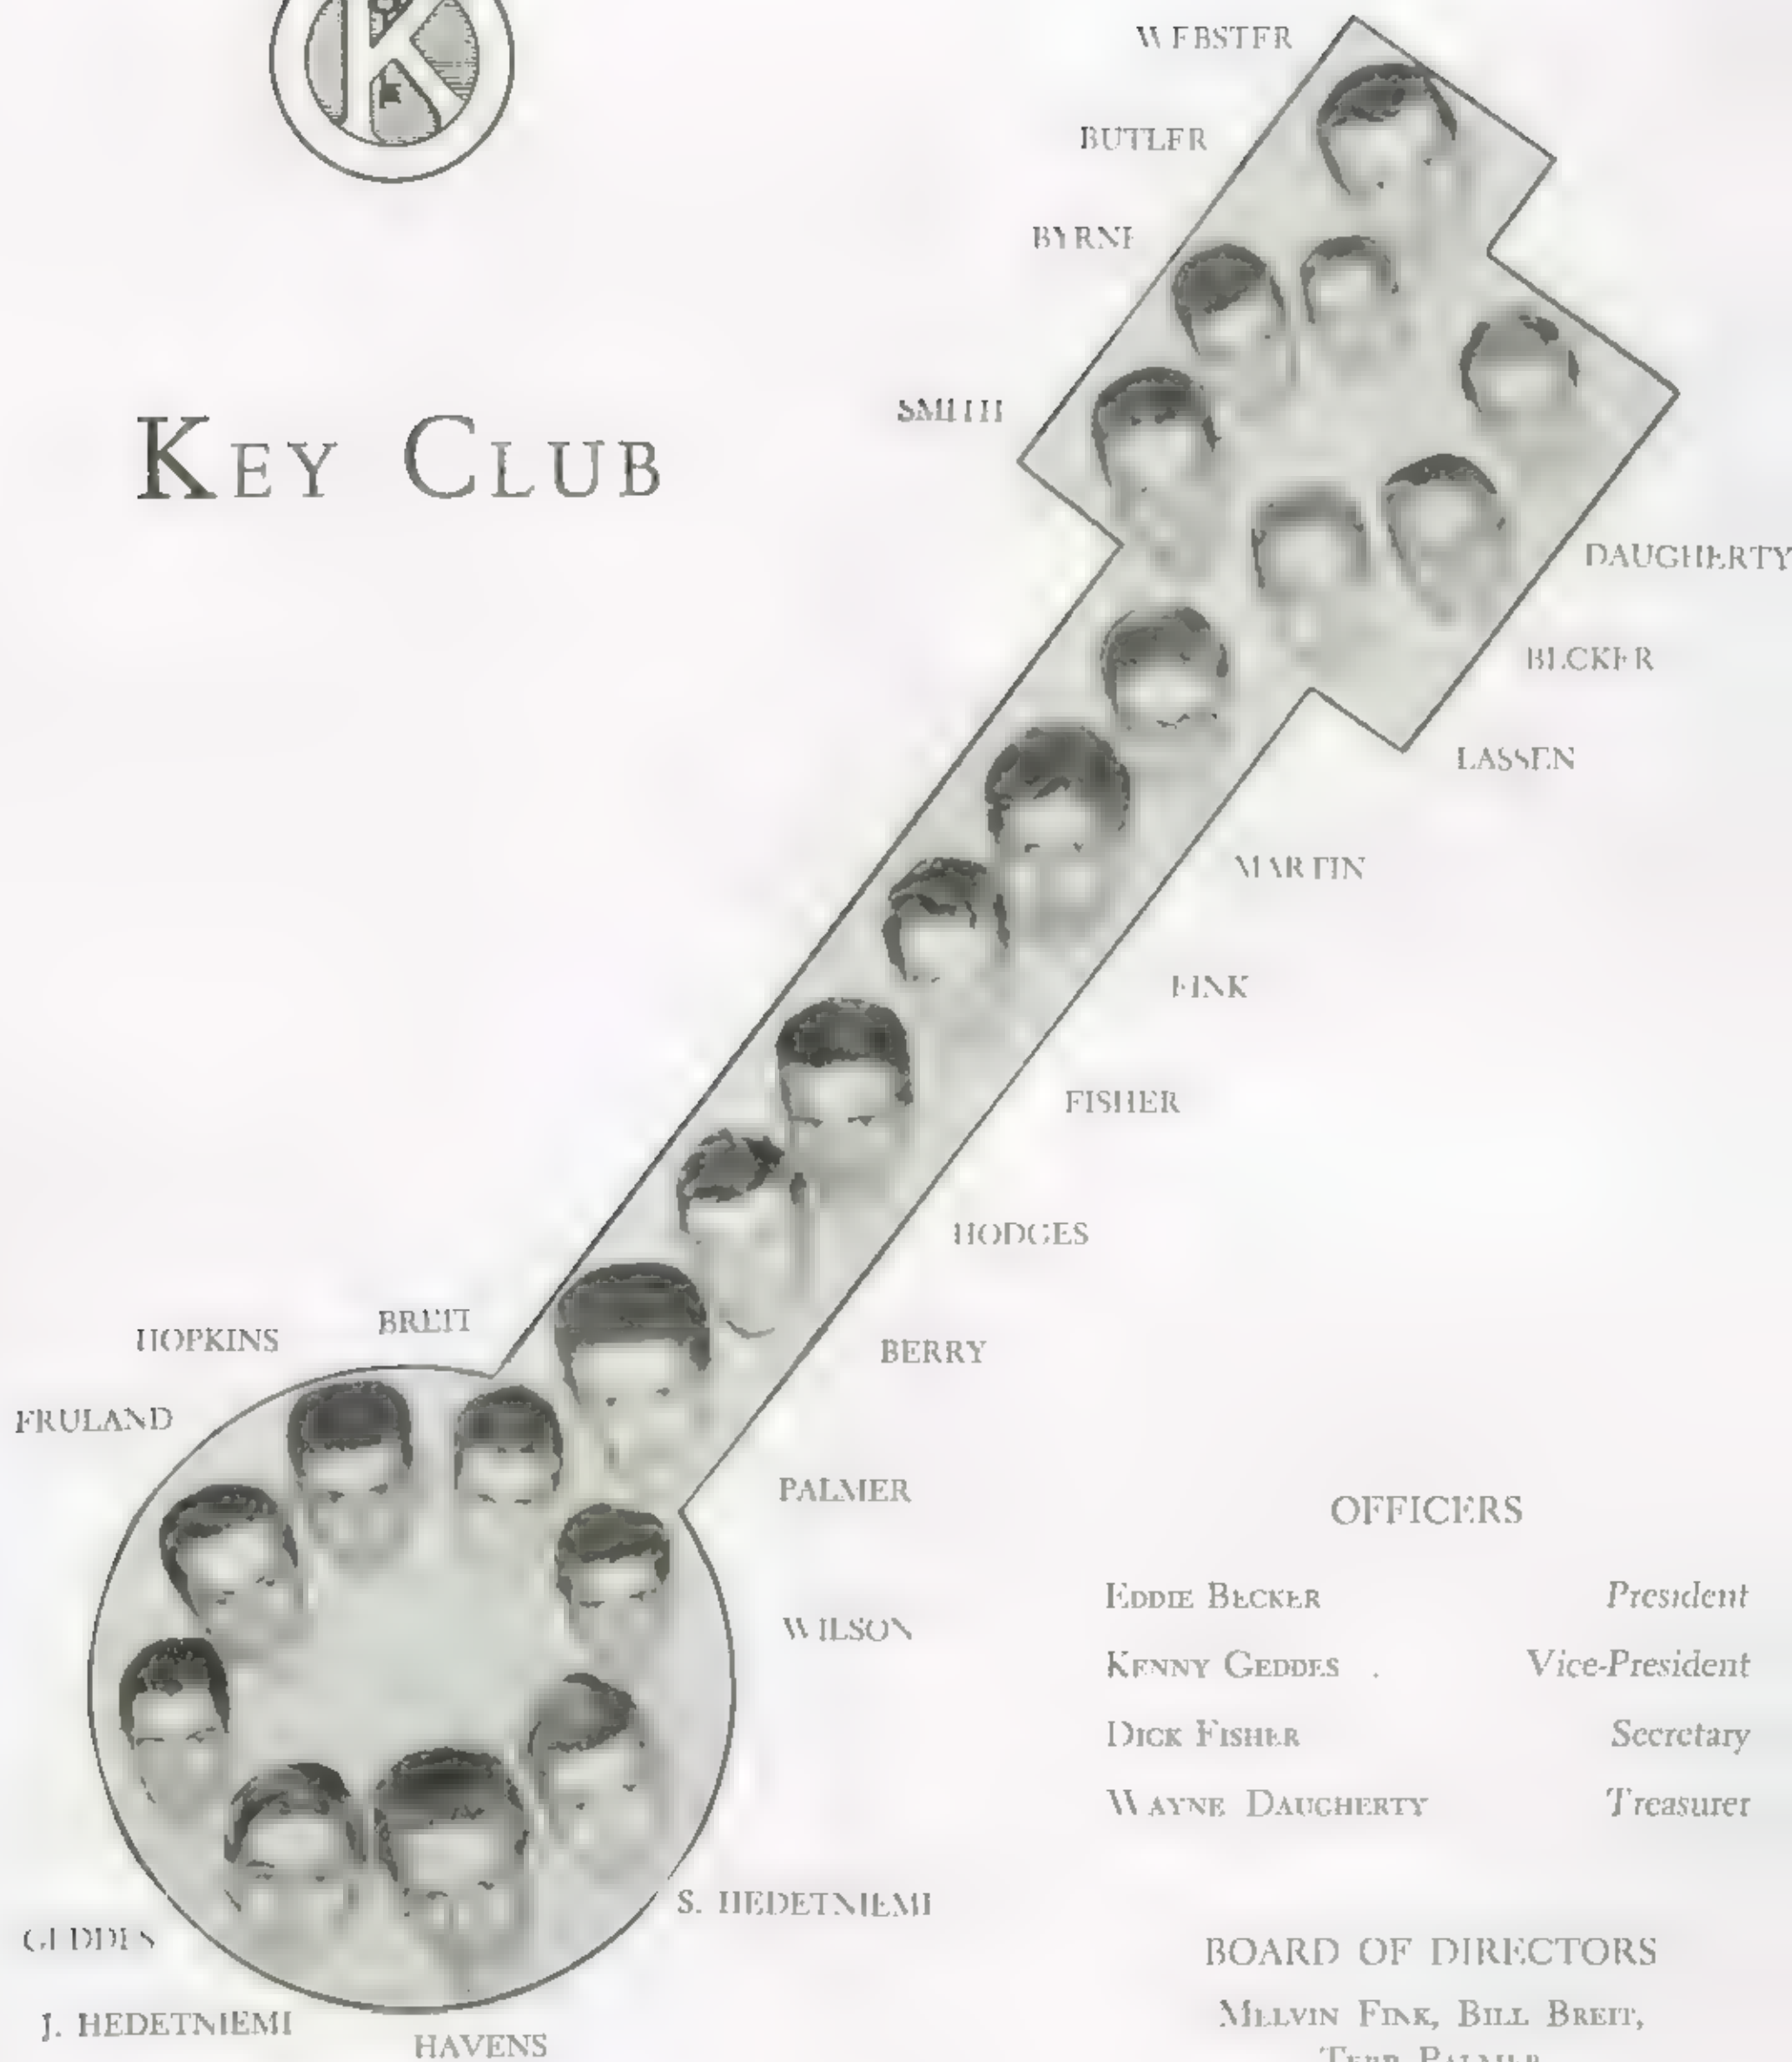 K
WEBSTER
BUTLER
BYRNE
SMITH
KEY CLUB
DAUGHERTY
BECKER
LASSEN
MARTIN
FINK
FISHER
HODGES
BERRY
HOPKINS
BREIT
FRULAND
PALMER
WILSON
S. HEDETNIEMI
GEDDES
J. HEDETNIEMI
HAVENS
OFFICERS
EDDIE BECKER President
KENNY GEDDES . Vice-President
DICK FISHER Secretary
WAYNE DAUGHERTY Treasurer
BOARD OF DIRECTORS
MELVIN FINK, BILL BREIT,
PALMER